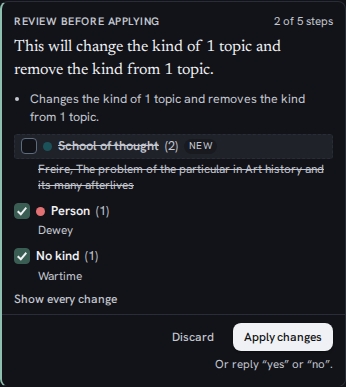 REVIEW BEFORE APPLYING 2 of 5 steps
This will change the kind of 1 topic and
remove the kind from 1 topic.
• Changes the kind of 1 topic and removes the kind
from 1 topic.
School of thought (2) NEW
Freire, The problem of the particular in Art history and
its many afterlives
Person (1)
Dewey
No kind (1)
Wartime
Show every change
Discard Apply changes
Or reply “yes” or “no”.